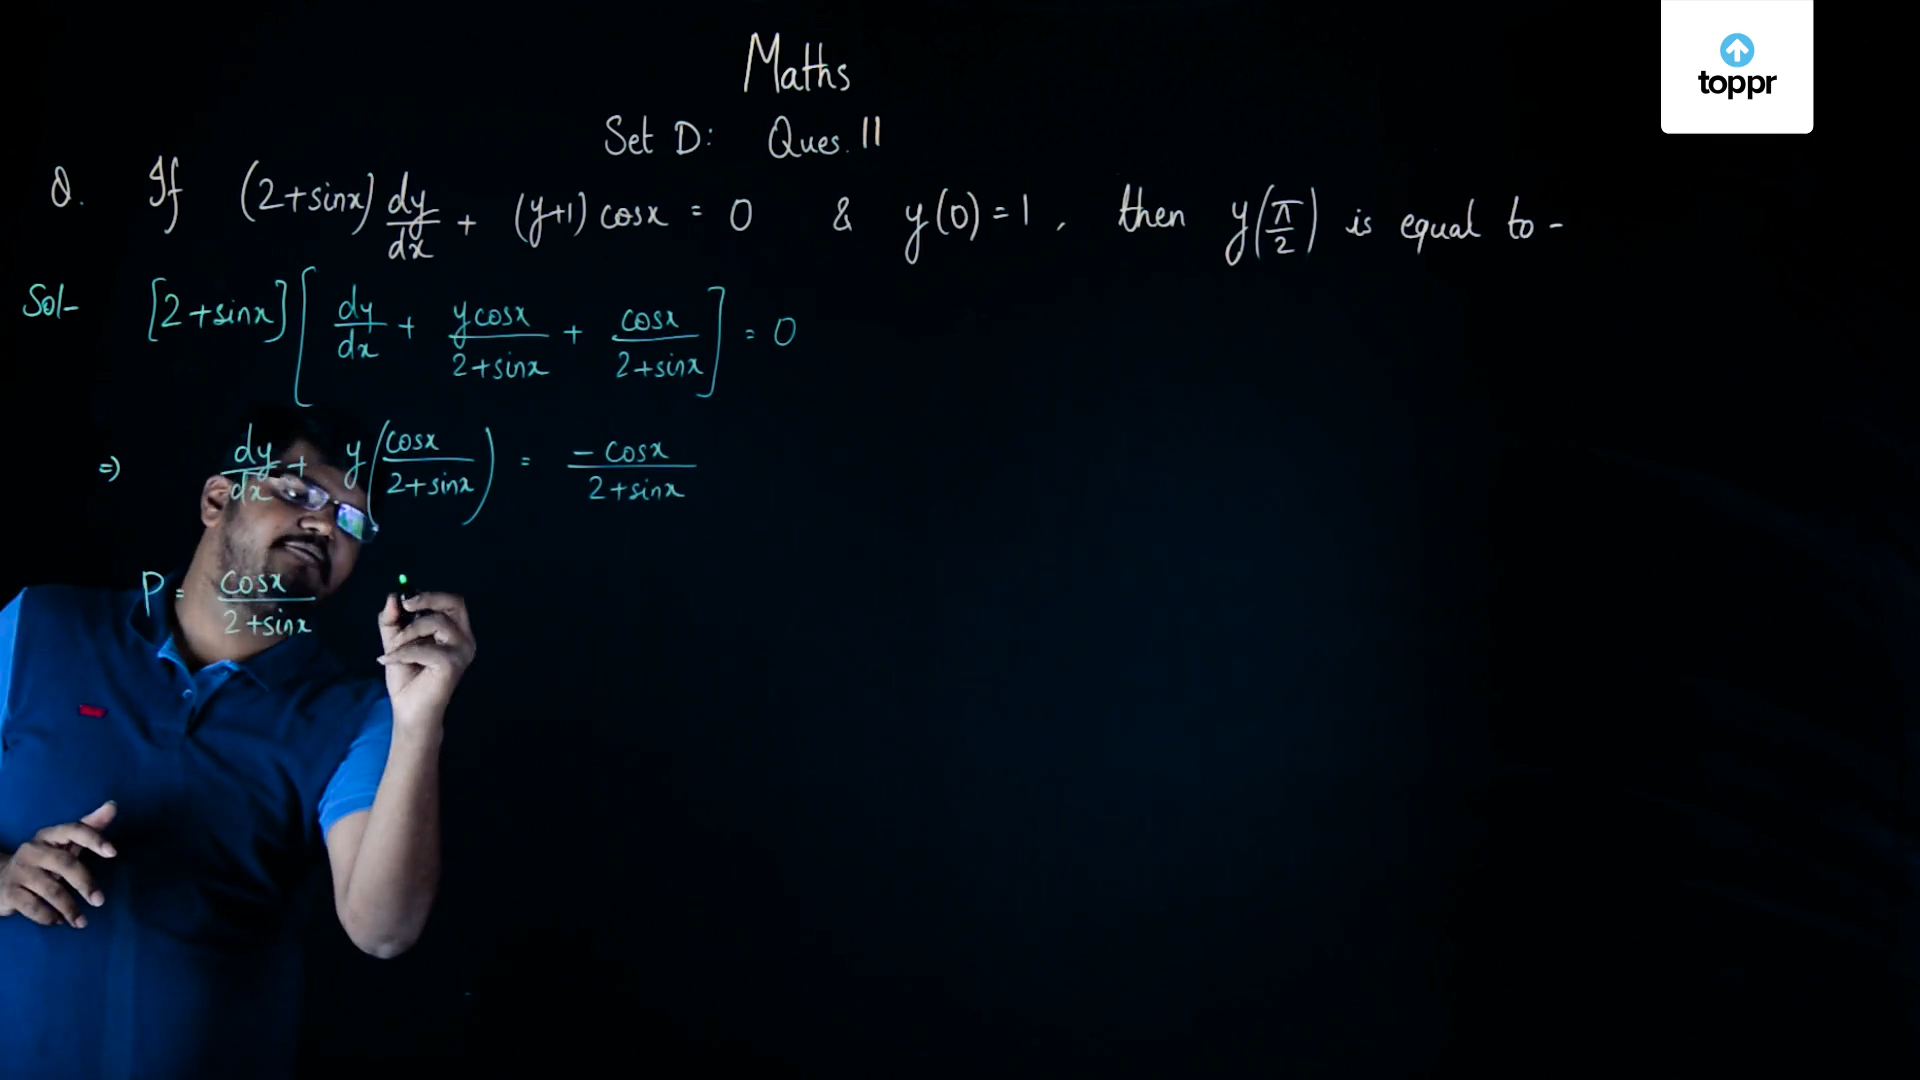 toppr
Maths
Set D: Ques. 11
Q. If (2+sinx) dy/dx + (y+1) cosx = 0 & y(0) = 1, then y(π/2) is equal to -
Sol- [2+sinx] [dy/dx + ycosx/2+sinx + cosx/2+sinx] = 0
⇒ dy/dx + y(cosx/2+sinx) = -cosx/2+sinx
P = cosx/2+sinx